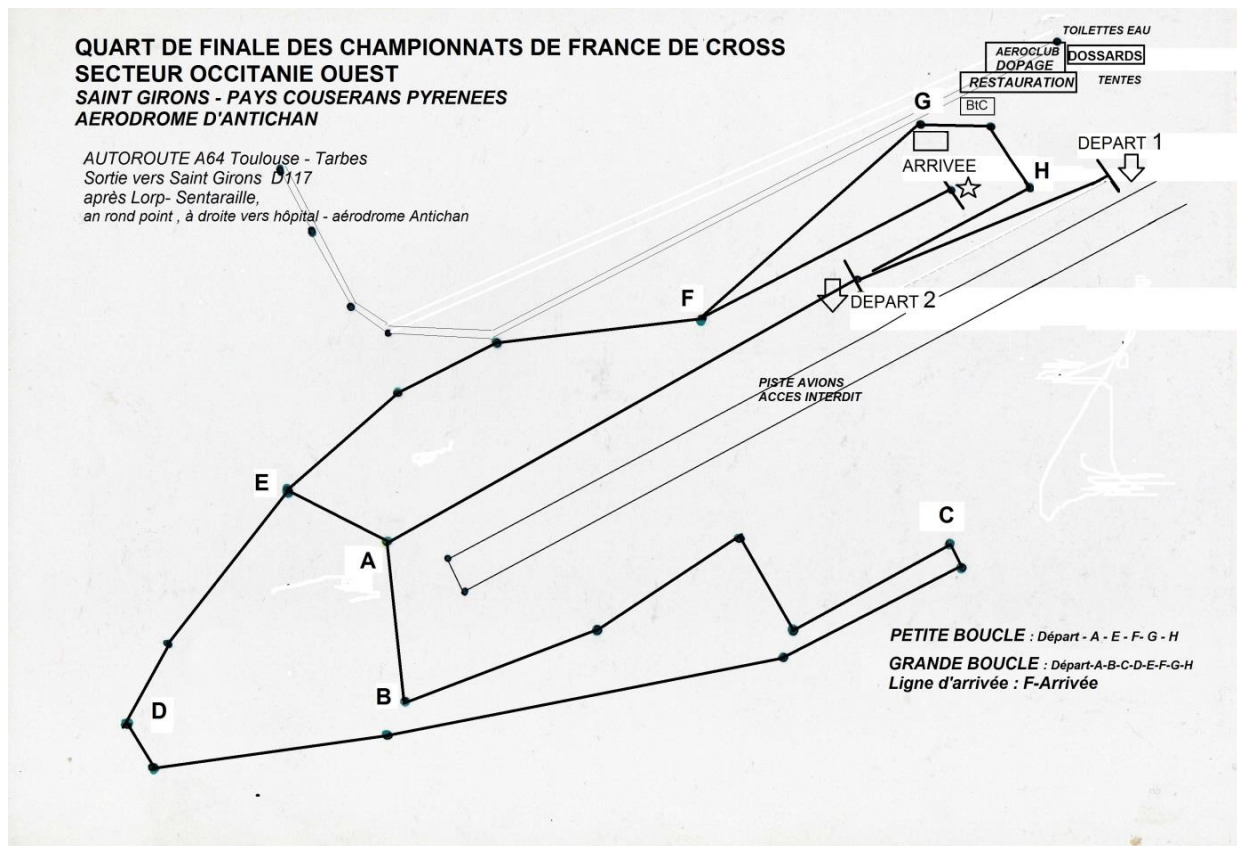 QUART DE FINALE DES CHAMPIONNATS DE FRANCE DE CROSS
SECTEUR OCCITANIE OUEST
SAINT GIRONS - PAYS COUSERANS PYRENEES
AERODROME D'ANTICHAN
AUTOROUTE A64 Toulouse - Tarbes
Sortie vers Saint Girons D117
après Lorp- Sentaraille,
an rond point , à droite vers hôpital - aérodrome Antichan
TOILETTES EAU
AEROCLUB
DOPAGE
DOSSARDS
RESTAURATION
TENTES
BtC
G
DEPART 1
ARRIVEE
H
F
DEPART 2
PISTE AVIONS
ACCES INTERDIT
E
A
C
B
D
PETITE BOUCLE : Départ - A - E - F- G - H
GRANDE BOUCLE : Départ-A-B-C-D-E-F-G-H
Ligne d'arrivée : F-Arrivée